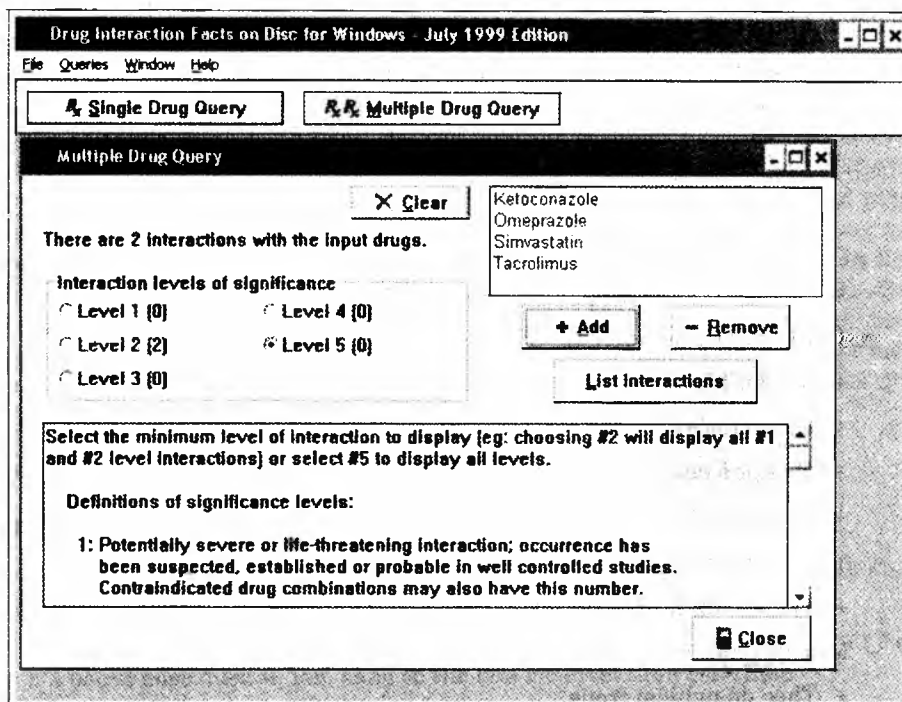 Drug Interaction Facts on Disc for Windows - July 1999 Edition
File Queries Window Help
Rx Single Drug Query RxRx Multiple Drug Query
Multiple Drug Query
Clear
There are 2 interactions with the input drugs.
Ketoconazole
Omeprazole
Simvastatin
Tacrolimus
Interaction levels of significance
Level 1 (0) Level 4 (0)
Level 2 (2) Level 5 (0)
Level 3 (0)
+ Add - Remove
List Interactions
Select the minimum level of interaction to display (eg: choosing #2 will display all #1
and #2 level interactions) or select #5 to display all levels.
Definitions of significance levels:
1: Potentially severe or life-threatening interaction; occurrence has
been suspected, established or probable in well controlled studies.
Contraindicated drug combinations may also have this number.
Close